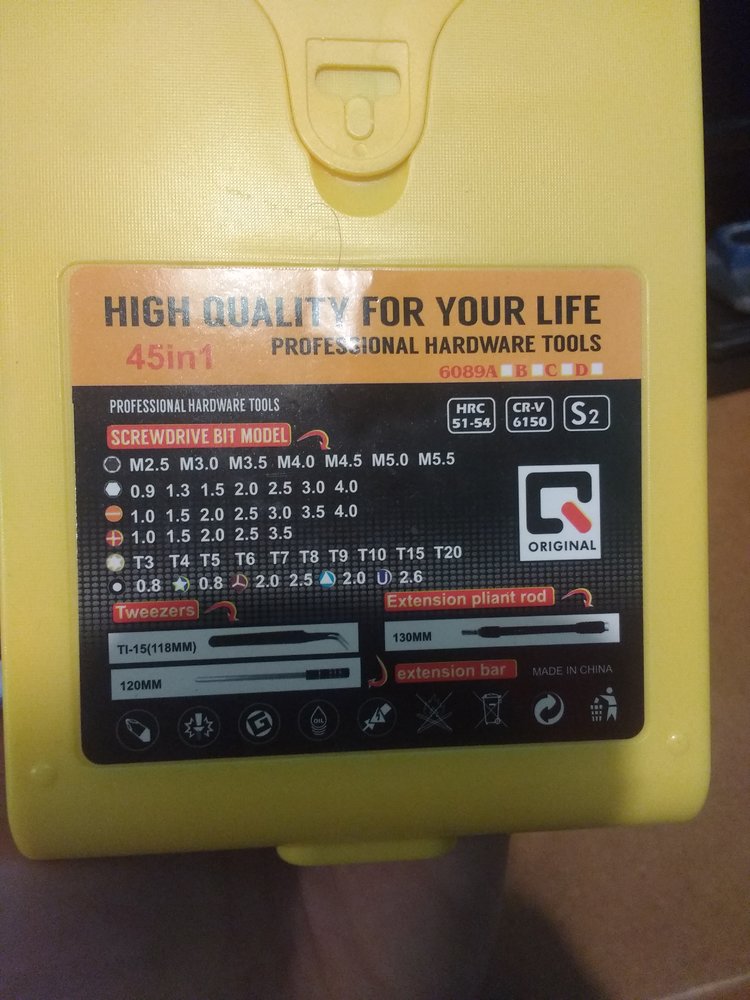 HIGH QUALITY FOR YOUR LIFE
45in1
PROFESSIONAL HARDWARE TOOLS
6089A B C D
PROFESSIONAL HARDWARE TOOLS
HRC 51-54
CR-V 6150
S2
SCREWDRIVE BIT MODEL
M2.5 M3.0 M3.5 M4.0 M4.5 M5.0 M5.5
0.9 1.3 1.5 2.0 2.5 3.0 4.0
1.0 1.5 2.0 2.5 3.0 3.5 4.0
1.0 1.5 2.0 2.5 3.5
T3 T4 T5 T6 T7 T8 T9 T10 T15 T20
0.8 0.8 2.0 2.5 2.0 U 2.6
ORIGINAL
Tweezers
Extension pliant rod
TI-15(118MM)
130MM
120MM
extension bar
MADE IN CHINA
OIL